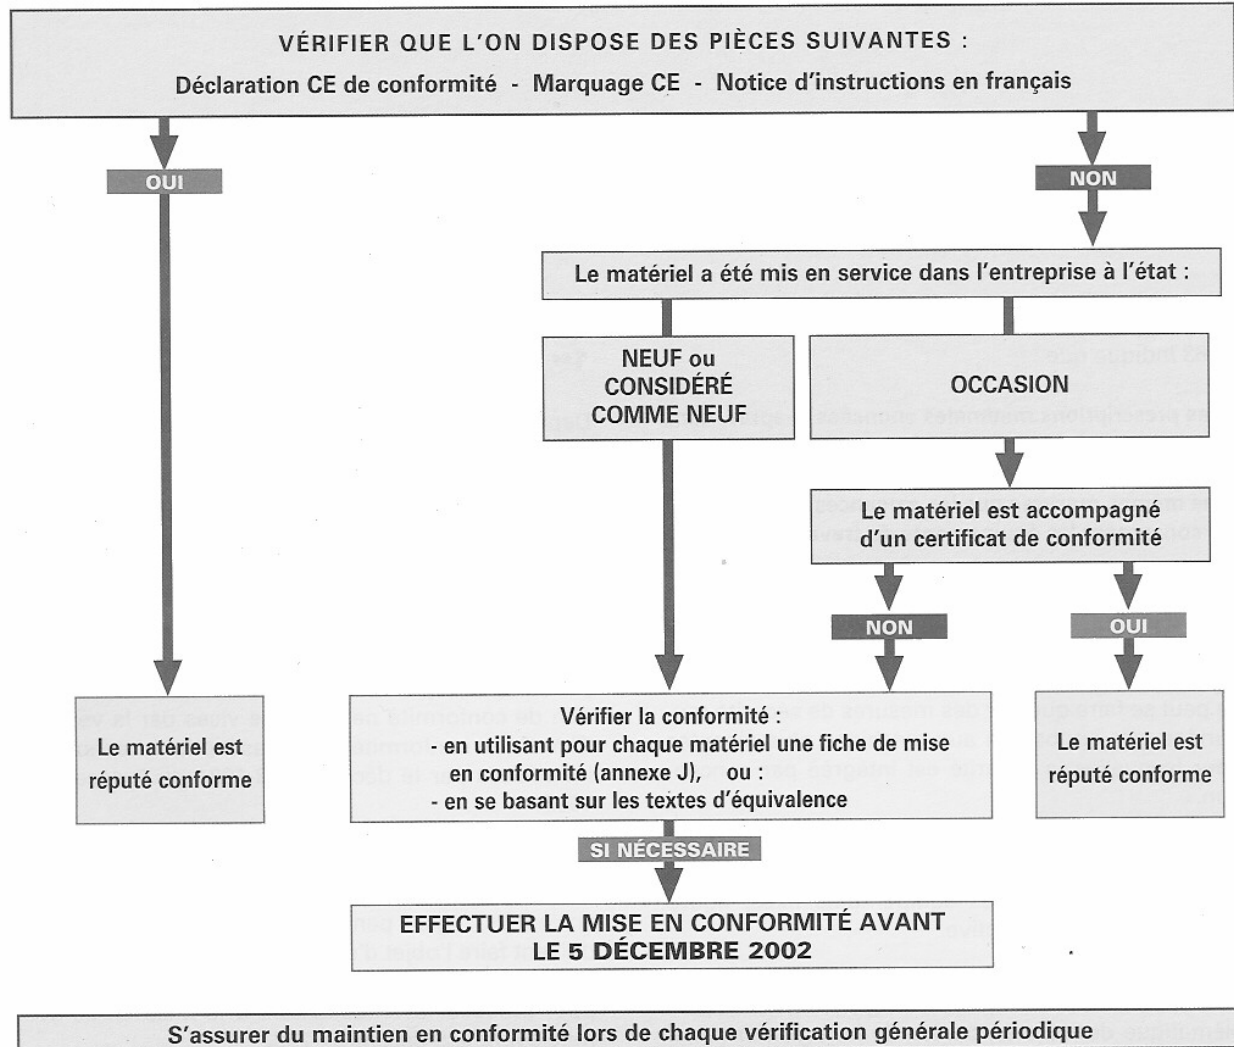 VÉRIFIER QUE L'ON DISPOSE DES PIÈCES SUIVANTES :
Déclaration CE de conformité - Marquage CE - Notice d'instructions en français
OUI
NON
Le matériel a été mis en service dans l'entreprise à l'état :
NEUF ou
CONSIDÉRÉ
COMME NEUF
OCCASION
Le matériel est accompagné
d'un certificat de conformité
NON
OUI
Le matériel est
réputé conforme
Vérifier la conformité :
- en utilisant pour chaque matériel une fiche de mise
en conformité (annexe J), ou :
- en se basant sur les textes d'équivalence
Le matériel est
réputé conforme
SI NÉCESSAIRE
EFFECTUER LA MISE EN CONFORMITÉ AVANT
LE 5 DÉCEMBRE 2002
S'assurer du maintien en conformité lors de chaque vérification générale périodique